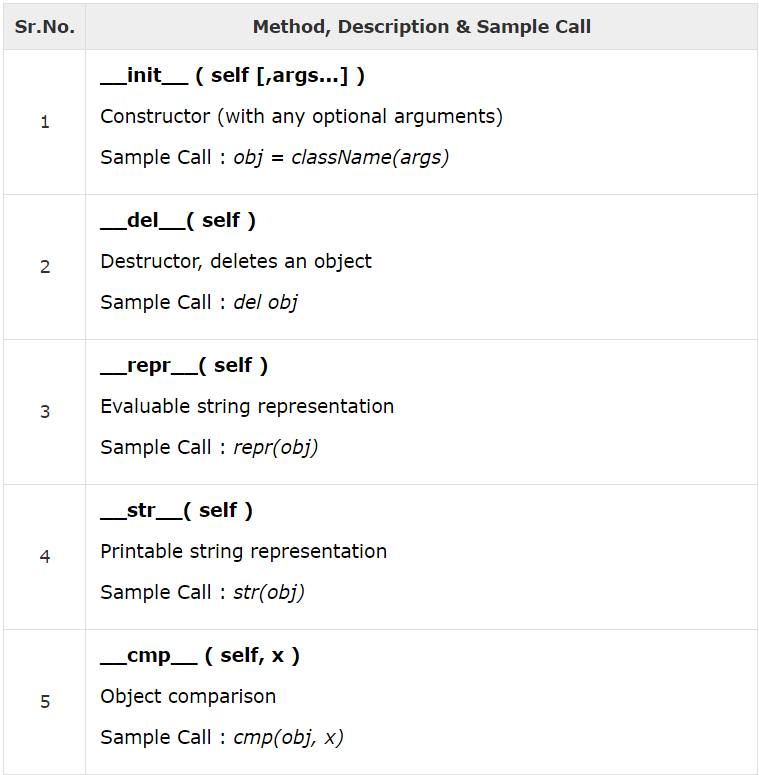 Sr.No. Method, Description & Sample Call
__init__ ( self [,args...] )
Constructor (with any optional arguments)
1
Sample Call : obj = className(args)
__del__( self )
Destructor, deletes an object
2
Sample Call : del obj
__repr__( self )
Evaluable string representation
3
Sample Call : repr(obj)
__str__( self )
Printable string representation
4
Sample Call : str(obj)
__cmp__ ( self, x )
Object comparison
5
Sample Call : cmp(obj, x)